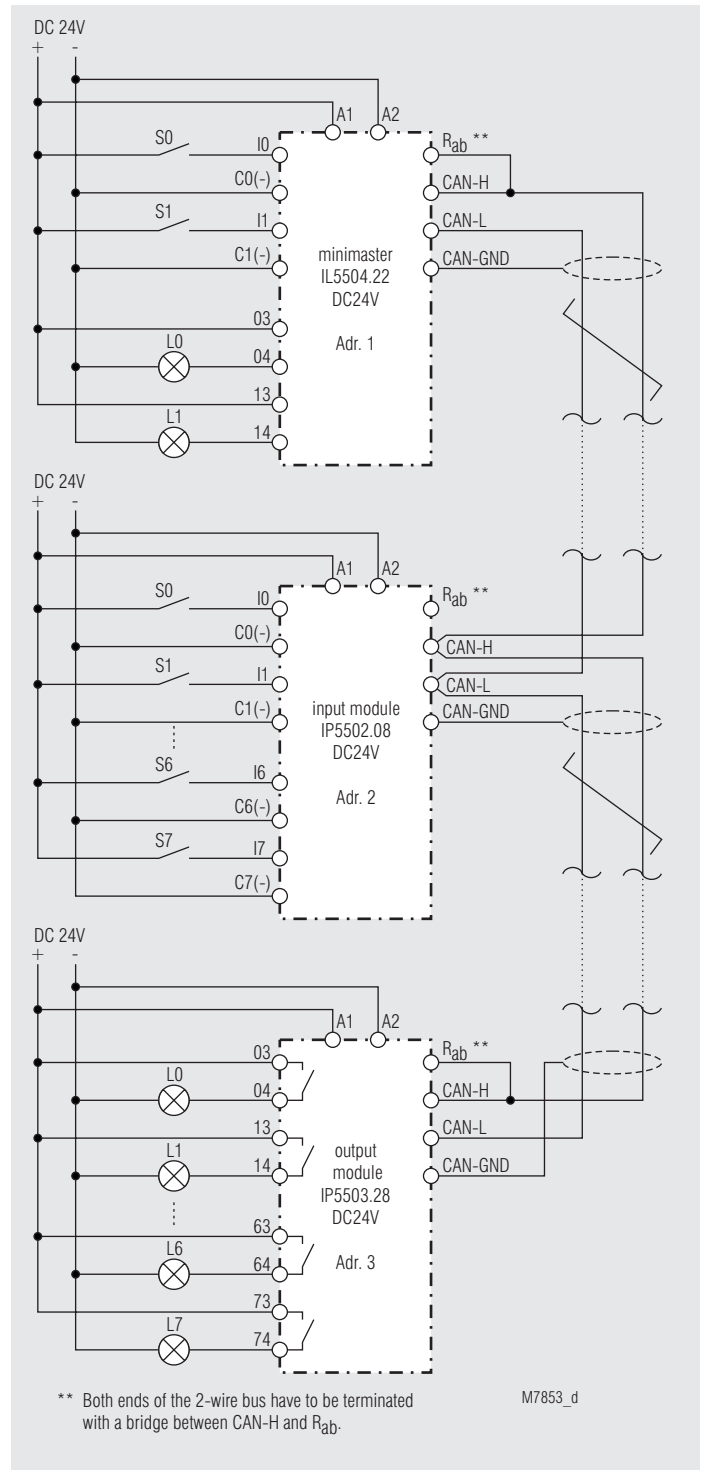 DC 24V
+ -
A1 A2
S0 I0 Rab **
C0(-) CAN-H
S1 I1 CAN-L
C1(-) CAN-GND
minimaster
IL5504.22
DC24V
03
Adr. 1
L0 04
13
L1 14
DC 24V
+ -
A1 A2
S0 I0 Rab **
C0(-) CAN-H
S1 I1 CAN-L
C1(-) CAN-GND
input module
IP5502.08
DC24V
S6 I6
Adr. 2
C6(-)
S7 I7
C7(-)
DC 24V
+ -
A1 A2
03 Rab **
L0 04 CAN-H
13 CAN-L
L1 14 CAN-GND
output
module
IP5503.28
DC24V
63
L6 64
Adr. 3
73
L7 74
** Both ends of the 2-wire bus have to be terminated
with a bridge between CAN-H and Rab.
M7853_d